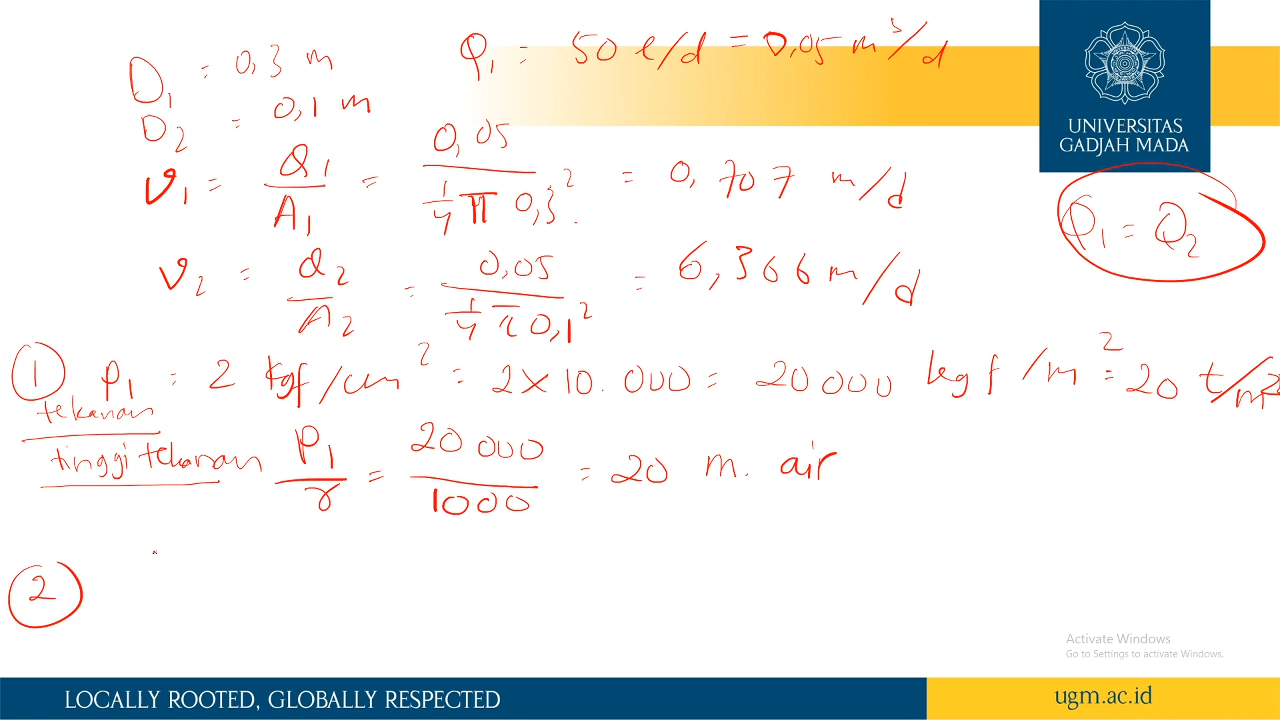 D₁ = 0,3 m
Q₁ = 50 l/d = 0,05 m³/d
D₂ = 0,1 m
v₁ = Q₁/A₁ = 0,05 / (1/4 π 0,3²) = 0,707 m/d
v₂ = Q₂/A₂ = 0,05 / (1/4 π 0,1²) = 6,366 m/d
UNIVERSITAS
GADJAH MADA
Q₁ = Q₂
① P₁ = 2 kgf/cm² = 2 x 10.000 = 20 000 kgf/m² = 20 t/m²
tekanan
tinggi tekanan P₁/γ = 20 000/1000 = 20 m. air
②
Activate Windows
Go to Settings to activate Windows.
LOCALLY ROOTED, GLOBALLY RESPECTED
ugm.ac.id